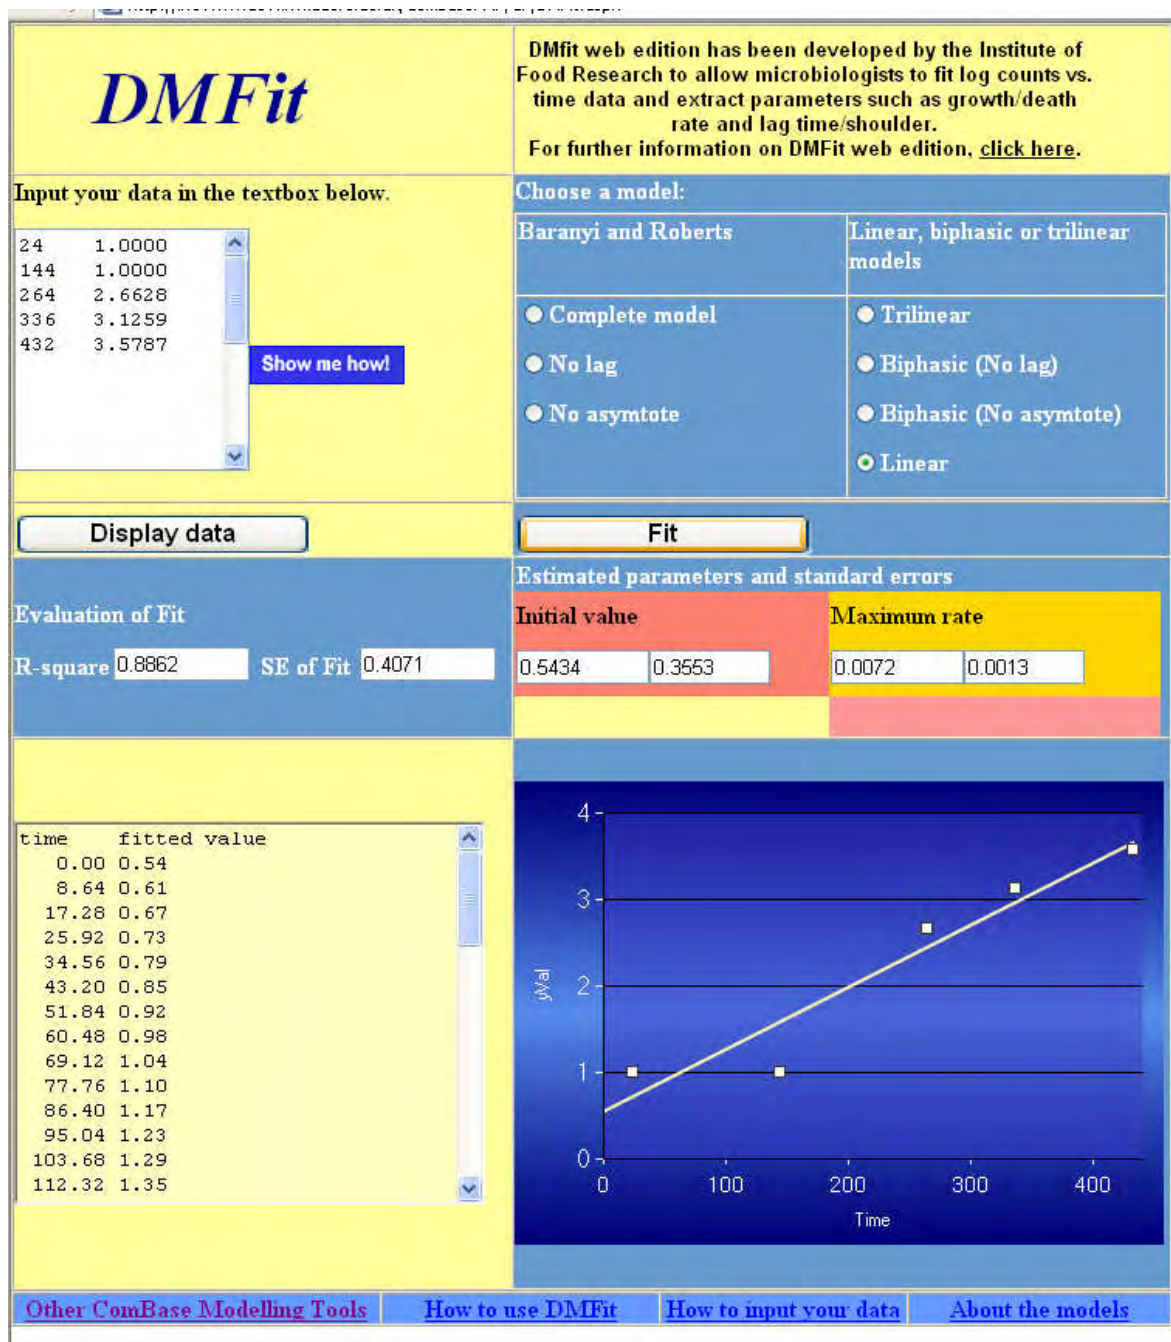 DMFit
DMfit web edition has been developed by the Institute of
Food Research to allow microbiologists to fit log counts vs.
time data and extract parameters such as growth/death
rate and lag time/shoulder.
For further information on DMFit web edition, click here.
Input your data in the textbox below.
24 1.0000
144 1.0000
264 2.6628
336 3.1259
432 3.5787
Show me how!
Choose a model:
Baranyi and Roberts
Linear, biphasic or trilinear
models
Complete model
No lag
No asymtote
Trilinear
Biphasic (No lag)
Biphasic (No asymtote)
Linear
Display data
Fit
Evaluation of Fit
R-square 0.8862 SE of Fit 0.4071
Estimated parameters and standard errors
Initial value
0.5434 0.3553
Maximum rate
0.0072 0.0013
time fitted value
0.00 0.54
8.64 0.61
17.28 0.67
25.92 0.73
34.56 0.79
43.20 0.85
51.84 0.92
60.48 0.98
69.12 1.04
77.76 1.10
86.40 1.17
95.04 1.23
103.68 1.29
112.32 1.35
4
3
2
1
0
yVal
0 100 200 300 400
Time
Other ComBase Modelling Tools How to use DMFit How to input your data About the models